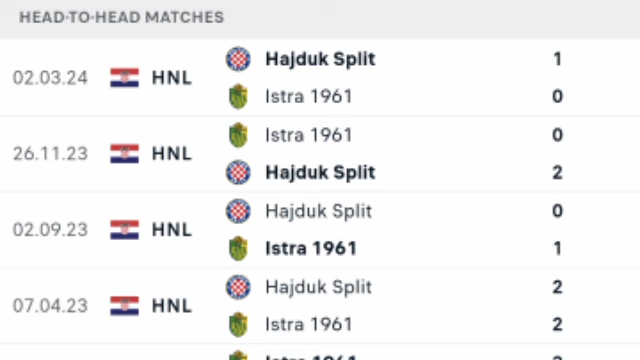 HEAD-TO-HEAD MATCHES
02.03.24 HNL Hajduk Split 1
Istra 1961 0
26.11.23 HNL Istra 1961 0
Hajduk Split 2
02.09.23 HNL Hajduk Split 0
Istra 1961 1
07.04.23 HNL Hajduk Split 2
Istra 1961 2
Istra 1961